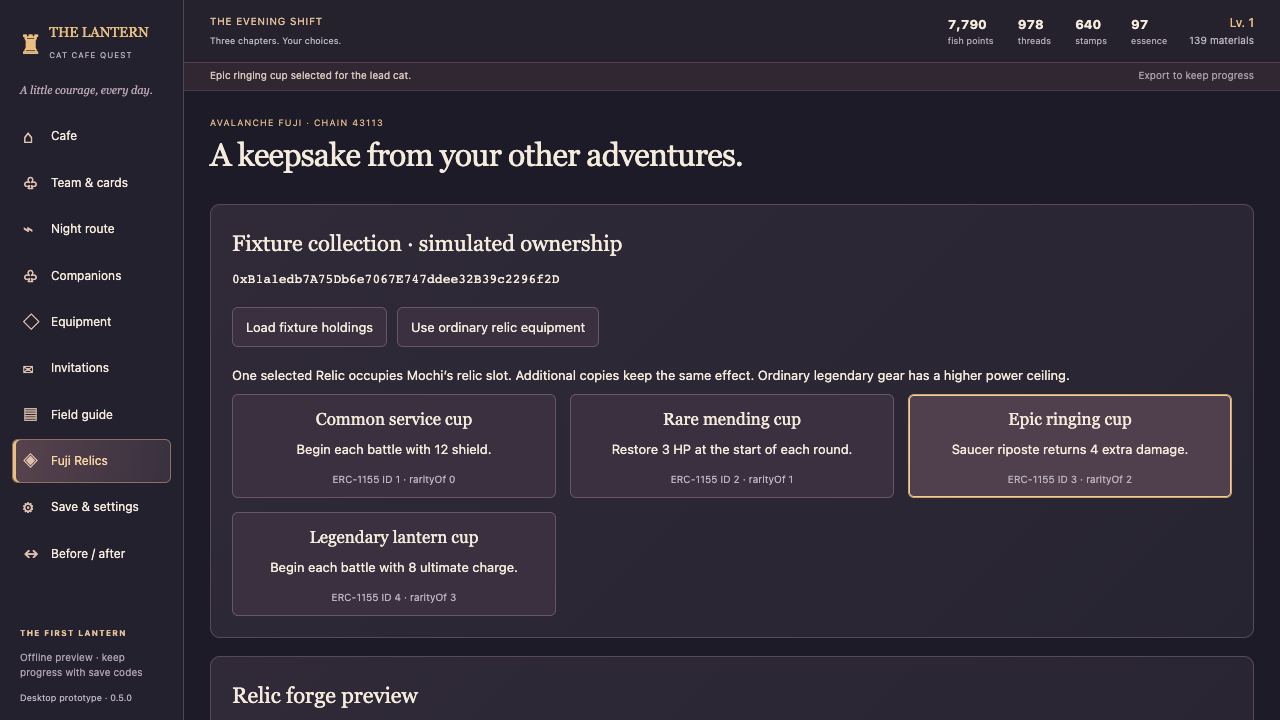 THE LANTERN
CAT CAFE QUEST
A little courage, every day.
Cafe
Team & cards
Night route
Companions
Equipment
Invitations
Field guide
Fuji Relics
Save & settings
Before / after
THE FIRST LANTERN
Offline preview · keep
progress with save codes
Desktop prototype · 0.5.0
THE EVENING SHIFT
Three chapters. Your choices.
7,790
fish points
978
threads
640
stamps
97
essence
Lv. 1
139 materials
Epic ringing cup selected for the lead cat.
Export to keep progress
AVALANCHE FUJI · CHAIN 43113
A keepsake from your other adventures.
Fixture collection · simulated ownership
0xB1a1edb7A75Db6e7067E747ddee32B39c2296f2D
Load fixture holdings
Use ordinary relic equipment
One selected Relic occupies Mochi's relic slot. Additional copies keep the same effect. Ordinary legendary gear has a higher power ceiling.
Common service cup
Begin each battle with 12 shield.
ERC-1155 ID 1 · rarityOf 0
Rare mending cup
Restore 3 HP at the start of each round.
ERC-1155 ID 2 · rarityOf 1
Epic ringing cup
Saucer riposte returns 4 extra damage.
ERC-1155 ID 3 · rarityOf 2
Legendary lantern cup
Begin each battle with 8 ultimate charge.
ERC-1155 ID 4 · rarityOf 3
Relic forge preview